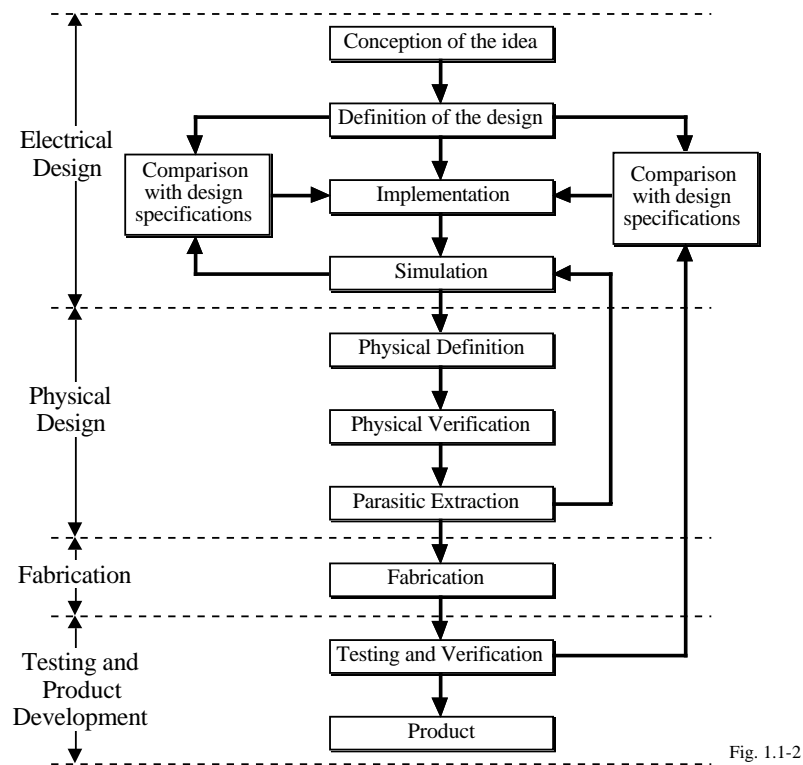 Conception of the idea
Definition of the design
Electrical
Design
Comparison
with design
specifications
Implementation
Comparison
with design
specifications
Simulation
Physical Definition
Physical
Design
Physical Verification
Parasitic Extraction
Fabrication
Fabrication
Testing and
Product
Development
Testing and Verification
Product
Fig. 1.1-2